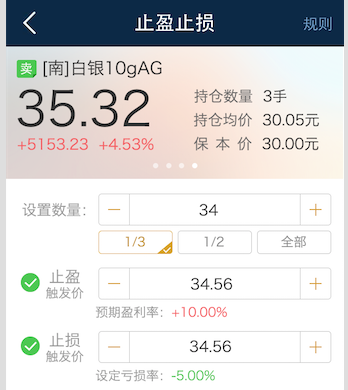 止盈止损 规则
卖 [南]白银10gAG
35.32
+5153.23 +4.53%
持仓数量 3手
持仓均价 30.05元
保本价 30.00元
设置数量: — 34 +
1/3 1/2 全部
止盈 触发价 — 34.56 +
预期盈利率: +10.00%
止损 触发价 — 34.56 +
设定亏损率: -5.00%